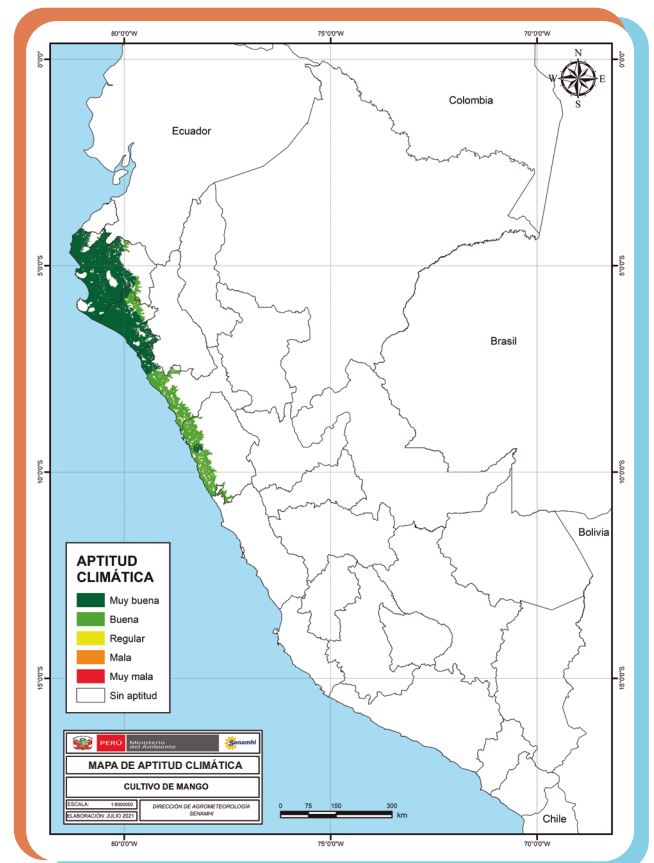 80°0'0"W 75°0'0"W 70°0'0"W
0°0'0" 0°0'0"
N
W E
S
Colombia
Ecuador
5°0'0"S 5°0'0"S
Brasil
10°0'0"S 10°0'0"S
Bolivia
APTITUD
CLIMÁTICA
Muy buena
Buena
Regular
Mala
Muy mala
Sin aptitud
15°0'0"S 15°0'0"S
PERÚ Ministerio
del Ambiente
Senamhi
MAPA DE APTITUD CLIMÁTICA
CULTIVO DE MANGO
ESCALA: 1:8000000
ELABORACIÓN: JULIO 2021
DIRECCIÓN DE AGROMETEOROLOGÍA
SENAMHI
0 75 150 300
km
Chile
80°0'0"W 75°0'0"W 70°0'0"W